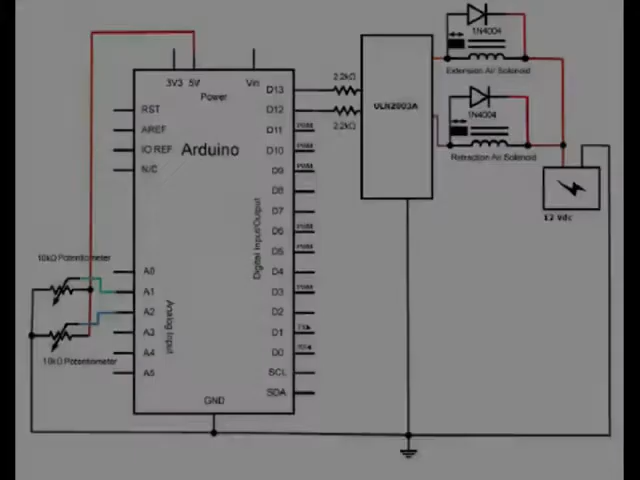 1N4004
Extension Air Solenoid
3V3 5V
Vin
Power
D13
2.2kΩ
ULN2003A
1N4004
RST
D12
2.2kΩ
AREF
D11
PWM
IO REF
Arduino
D10
PWM
Retraction Air Solenoid
N/C
D9
PWM
D8
12 Vdc
D7
Digital Input/Output
D6
PWM
10kΩ Potentiometer
D5
PWM
A0
D4
A1
D3
PWM
A2
D2
Analog Input
A3
D1
10kΩ Potentiometer
A4
D0
A5
SCL
SDA
GND